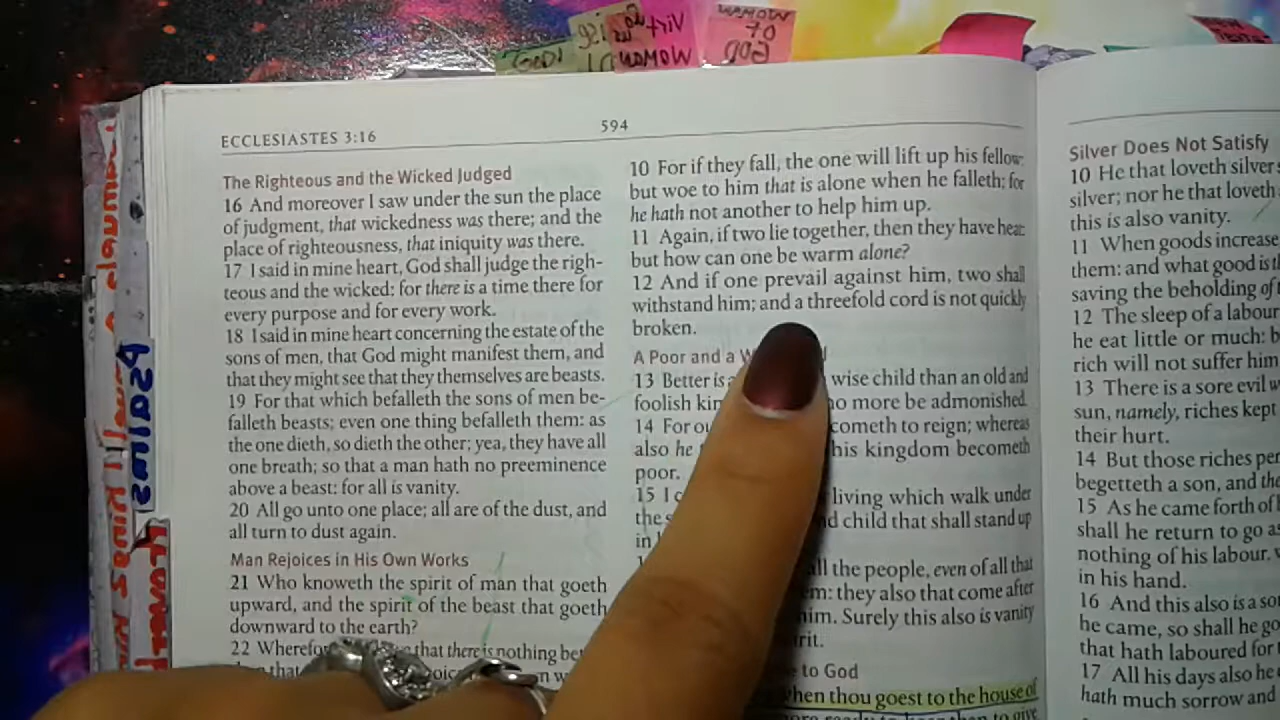 WOMAN
OF
GOD
WOMAN
GOD
PSALMS
ECCLESIASTES 3:16
594
The Righteous and the Wicked Judged
16 And moreover I saw under the sun the place
of judgment, that wickedness was there; and the
place of righteousness, that iniquity was there.
17 I said in mine heart, God shall judge the righ-
teous and the wicked: for there is a time there for
every purpose and for every work.
18 I said in mine heart concerning the estate of the
sons of men, that God might manifest them, and
that they might see that they themselves are beasts.
19 For that which befalleth the sons of men be-
falleth beasts; even one thing befalleth them: as
the one dieth, so dieth the other; yea, they have all
one breath; so that a man hath no preeminence
above a beast: for all is vanity.
20 All go unto one place; all are of the dust, and
all turn to dust again.
Man Rejoices in His Own Works
21 Who knoweth the spirit of man that goeth
upward, and the spirit of the beast that goeth
downward to the earth?
22 that there is nothing
that
10 For if they fall, the one will lift up his fellow:
but woe to him that is alone when he falleth; for
he hath not another to help him up.
11 Again, if two lie together, then they have heat:
but how can one be warm alone?
12 And if one prevail against him, two shall
withstand him; and a threefold cord is not quickly
broken.
A Poor and a
13 Better is wise child than an old and
foolish no more be admonished.
14 For cometh to reign; whereas
also he his kingdom becometh
poor.
15 I living which walk under
the child that shall stand up
in
all the people, even of all that
them: they also that come after
him. Surely this also is vanity
to God
when thou goest to the house of
Silver Does Not Satisfy
10 He that loveth silver
silver; nor he that loveth
this is also vanity.
11 When goods increase
them: and what good is
saving the beholding of
12 The sleep of a labour
he eat little or much:
rich will not suffer him
13 There is a sore evil
sun, namely, riches kept
their hurt.
14 But those riches
begetteth a son, and the
15 As he came forth of
shall he return to go
nothing of his labour.
in his hand.
16 And this also is a
he came, so shall he go
that hath laboured
17 All his days also he
hath much sorrow and